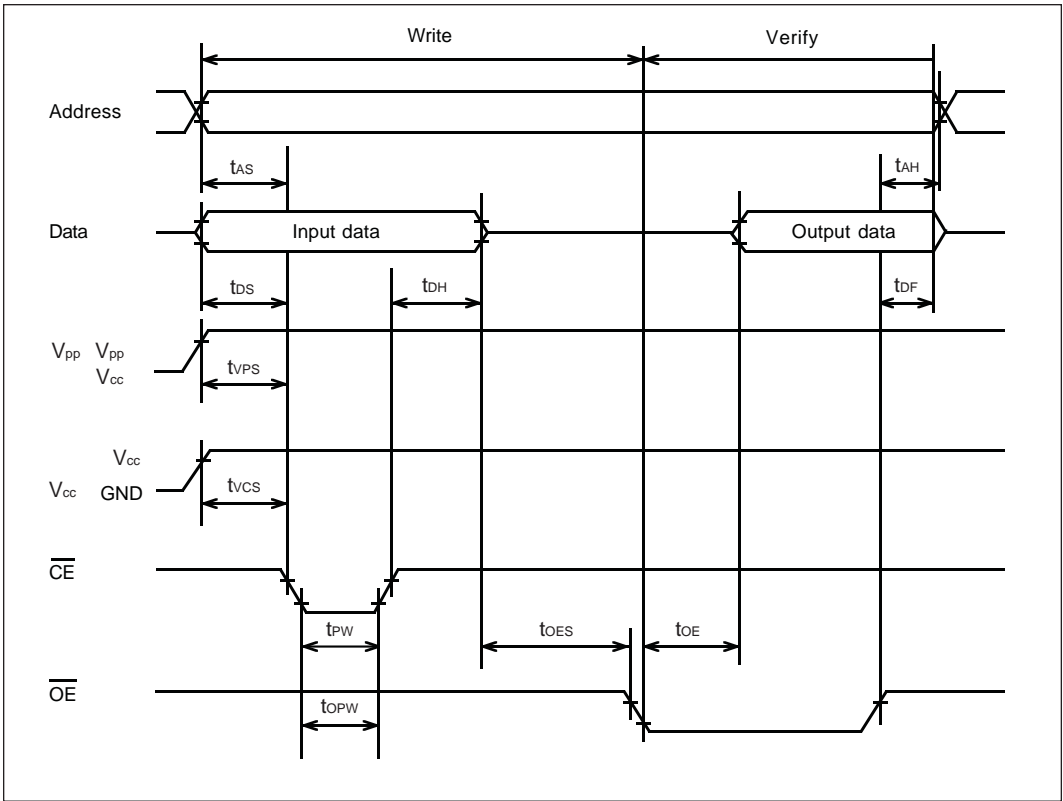 Write Verify
Address
tAS tAH
Data Input data Output data
tDS tDH tDF
Vpp Vpp
Vcc
tVPS
Vcc
Vcc GND
tVCS
CE
tPW tOES tOE
OE
tOPW